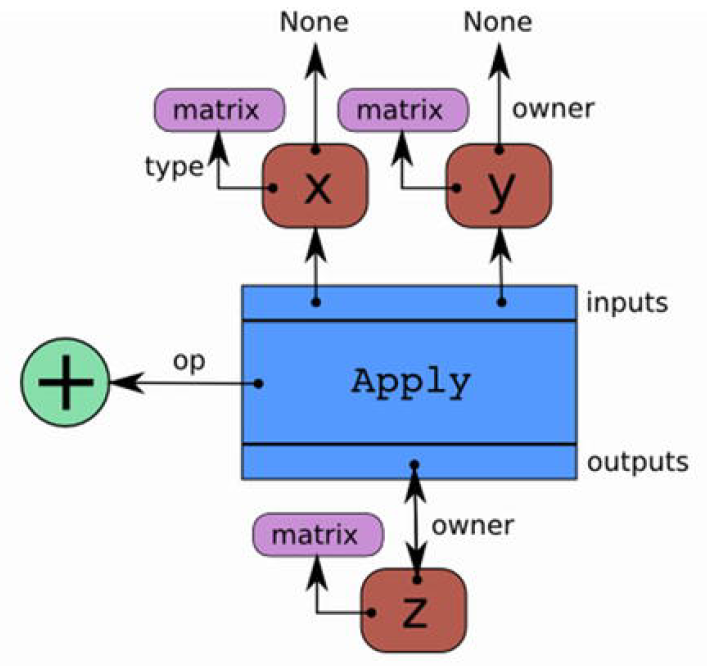 None None
matrix matrix owner
type
x y
inputs
op
+
Apply
outputs
owner
matrix
z